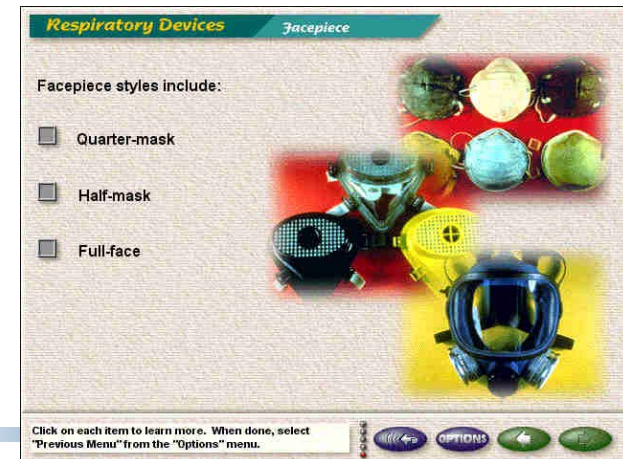 Respiratory Devices
Facepiece
Facepiece styles include:
Quarter-mask
Half-mask
Full-face
Click on each item to learn more.  When done, select
"Previous Menu" from the "Options" menu.
OPTIONS